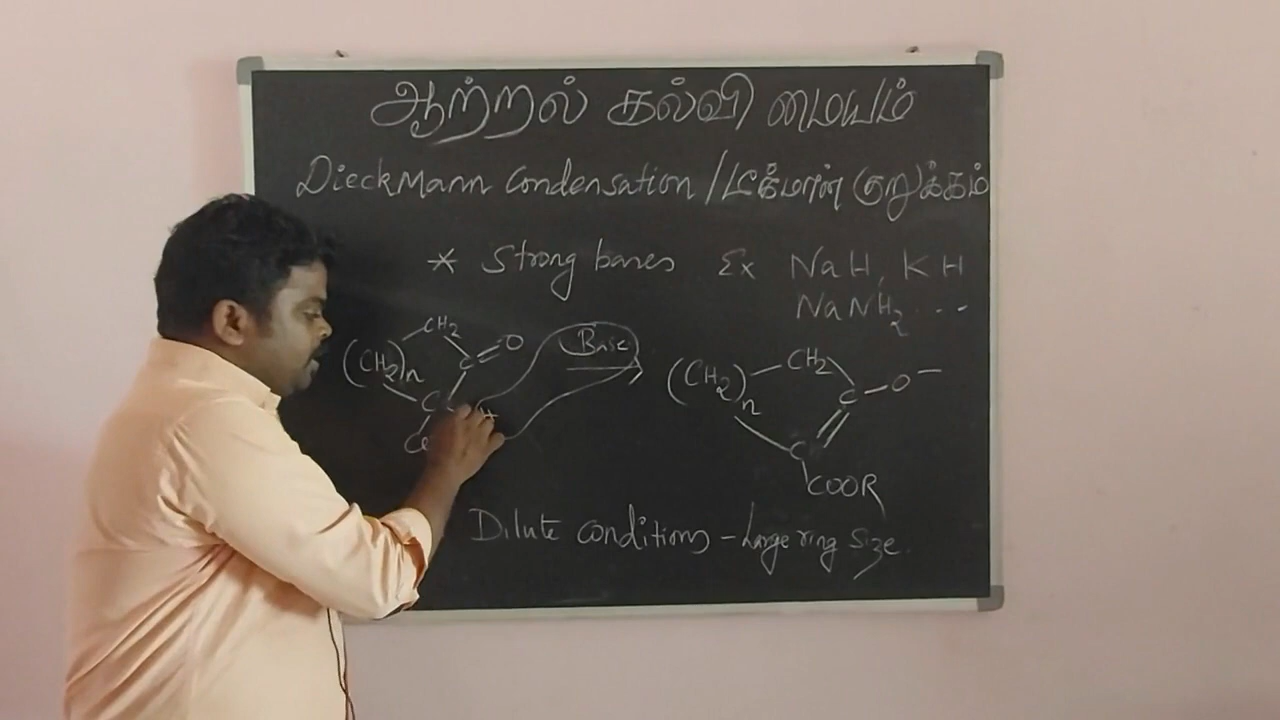 ஆற்றல் கல்வி மையம்
Dieckmann Condensation / டீக்மான் குறுக்கம்
* Strong bases Ex NaH, KH
NaNH₂ ...
CH₂
(CH₂)n
C = O
C
Base
(CH₂)n — CH₂
C — O⁻
C
COOR
Dilute conditions – Large ring size.